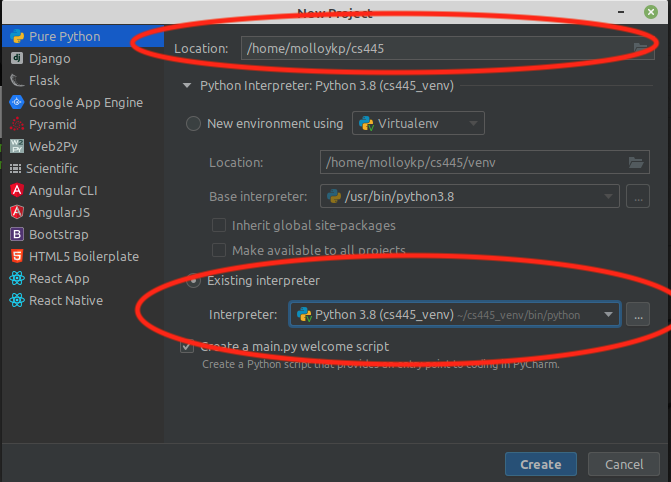 New Project
Pure Python
Django
Flask
Google App Engine
Pyramid
Web2Py
Scientific
Angular CLI
AngularJS
Bootstrap
HTML5 Boilerplate
React App
React Native
Location: /home/molloykp/cs445
Python Interpreter: Python 3.8 (cs445_venv)
New environment using Virtualenv
Location: /home/molloykp/cs445/venv
Base interpreter: /usr/bin/python3.8 ...
Inherit global site-packages
Make available to all projects
Existing interpreter
Interpreter: Python 3.8 (cs445_venv) ~/cs445_venv/bin/python ...
Create a main.py welcome script
Create a Python script that provides an entry point to coding in PyCharm.
Create Cancel